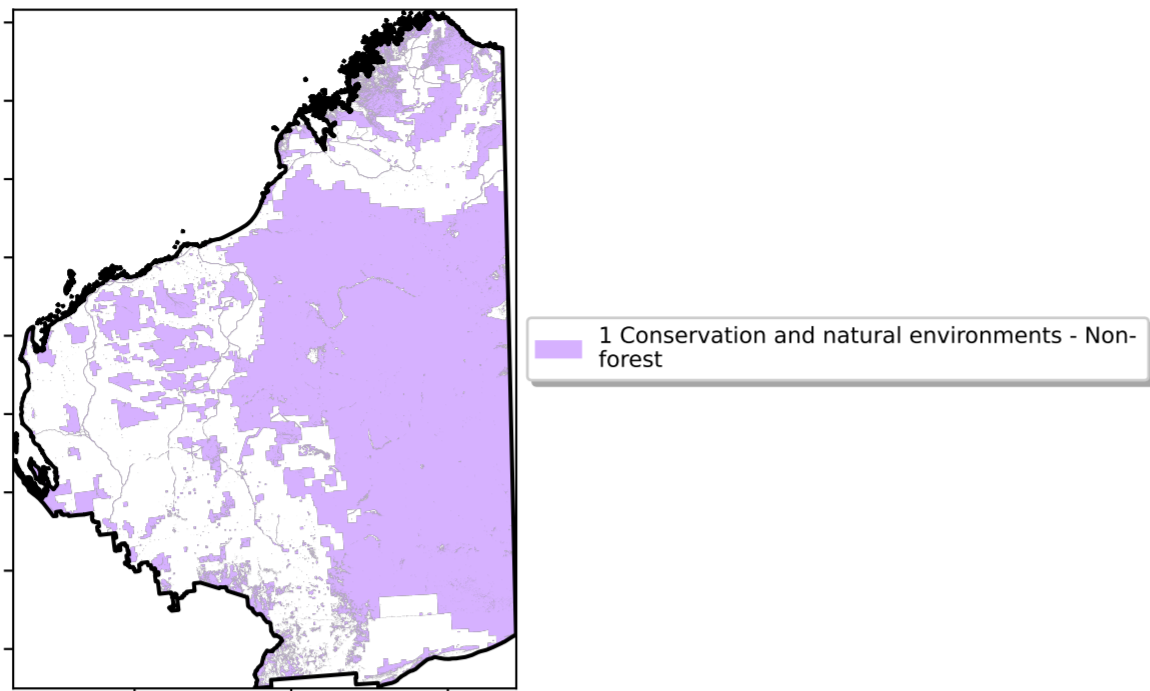 1 Conservation and natural environments - Non-
forest